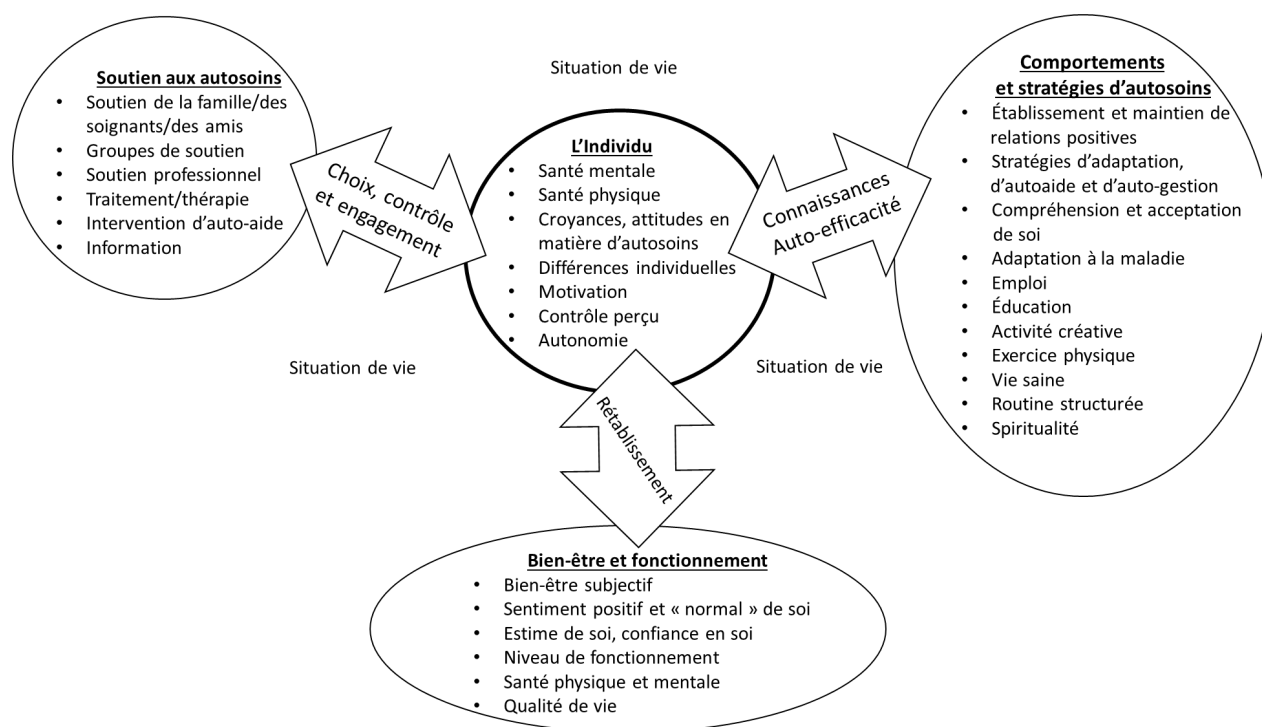 Situation de vie
Soutien aux autosoins
• Soutien de la famille/des
soignants/des amis
• Groupes de soutien
• Soutien professionnel
• Traitement/thérapie
• Intervention d'auto-aide
• Information
Choix, contrôle
et engagement
L'Individu
• Santé mentale
• Santé physique
• Croyances, attitudes en
matière d'autosoins
• Différences individuelles
• Motivation
• Contrôle perçu
• Autonomie
Connaissances
Auto-efficacité
Comportements
et stratégies d'autosoins
• Établissement et maintien de
relations positives
• Stratégies d'adaptation,
d'autoaide et d'auto-gestion
• Compréhension et acceptation
de soi
• Adaptation à la maladie
• Emploi
• Éducation
• Activité créative
• Exercice physique
• Vie saine
• Routine structurée
• Spiritualité
Situation de vie
Situation de vie
Rétablissement
Bien-être et fonctionnement
• Bien-être subjectif
• Sentiment positif et « normal » de soi
• Estime de soi, confiance en soi
• Niveau de fonctionnement
• Santé physique et mentale
• Qualité de vie